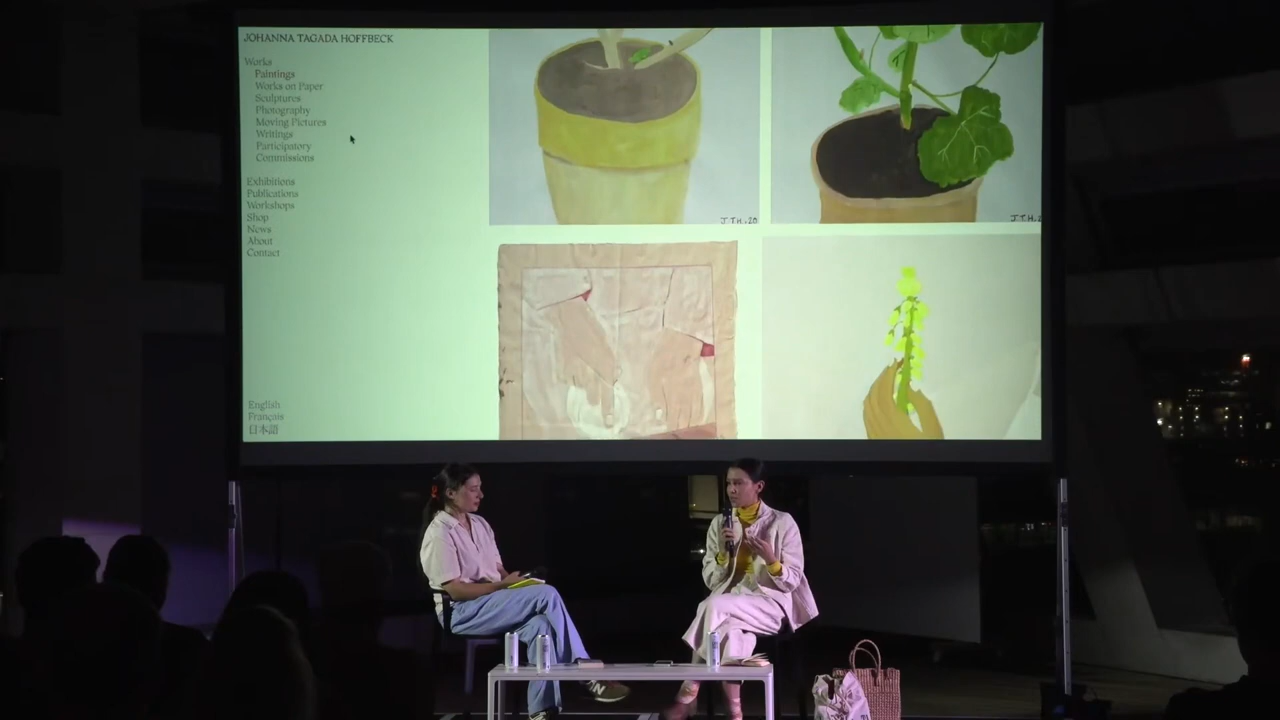 JOHANNA TAGADA HOFFBECK
Works
Paintings
Works on Paper
Sculptures
Photography
Moving Pictures
Writings
Participatory
Commissions
Exhibitions
Publications
Workshops
Shop
News
About
Contact
English
Français
日本語
J.T.H.20
J.T.H.